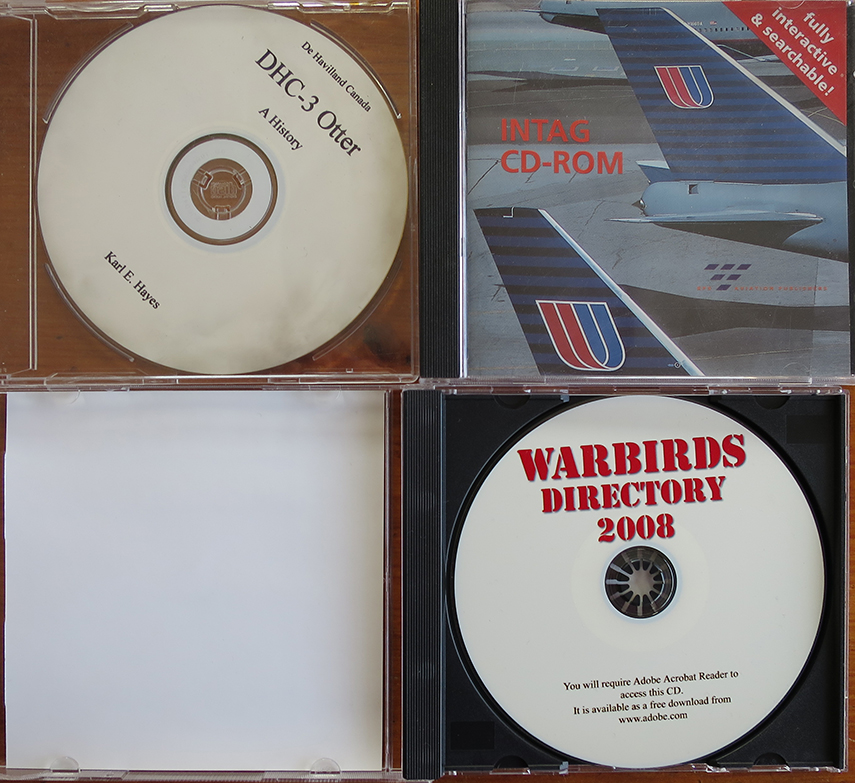 De Havilland Canada
DHC-3 Otter
A History
Karl E. Hayes
fully
interactive
& searchable!
INTAG
CD-ROM
WARBIRDS
DIRECTORY
2008
You will require Adobe Acrobat Reader to
access this CD.
It is available as a free download from
www.adobe.com